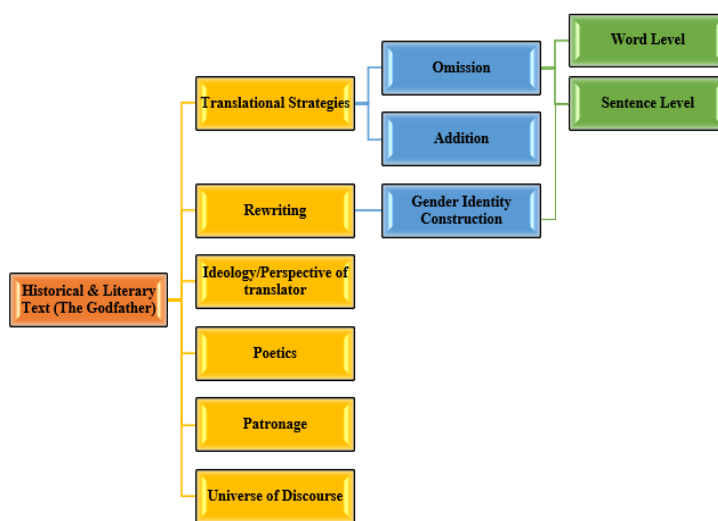 Historical & Literary
Text (The Godfather)
Translational Strategies
Rewriting
Ideology/Perspective of
translator
Poetics
Patronage
Universe of Discourse
Omission
Addition
Gender Identity
Construction
Word Level
Sentence Level